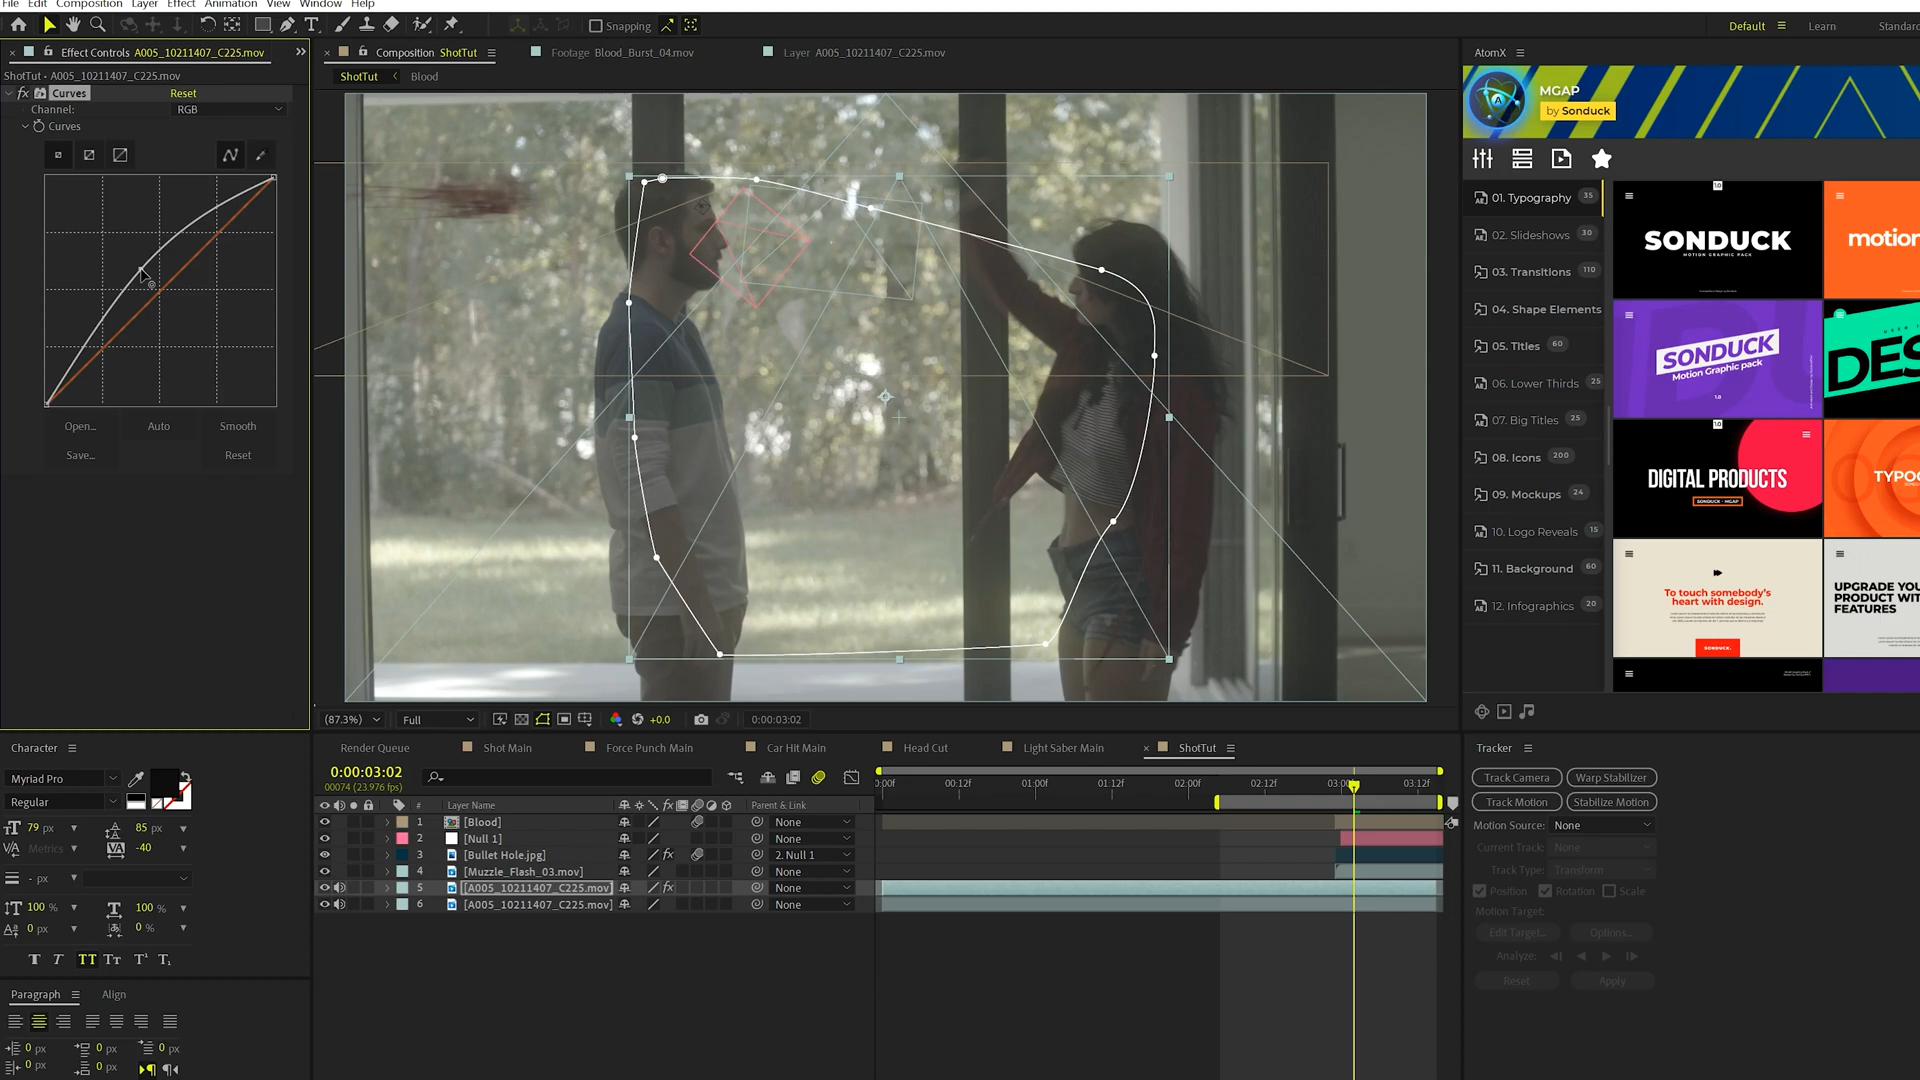 File Edit Composition Layer Effect Animation View Window Help
Snapping
Default
Learn
Standard
Effect Controls A005_10211407_C225.mov
Composition ShotTut
Footage Blood_Burst_04.mov
Layer A005_10211407_C225.mov
AtomX
ShotTut • A005_10211407_C225.mov
ShotTut
Blood
fx Curves Reset
Channel: RGB
Curves
Open...
Auto
Smooth
Save...
Reset
MGAP
by Sonduck
01. Typography 35
02. Slideshows 30
03. Transitions 110
04. Shape Elements
05. Titles 60
06. Lower Thirds 25
07. Big Titles 25
08. Icons 200
09. Mockups 24
10. Logo Reveals 15
11. Background 60
12. Infographics 20
1.0
SONDUCK
MOTION GRAPHIC PACK
motion
SONDUCK
Motion Graphic pack
1.0
DES
1.0
DIGITAL PRODUCTS
SONDUCK - MGAP
TYPO
To touch somebody's
heart with design.
SONDUCK.
UPGRADE YOU
PRODUCT WIT
FEATURES
(87.3%)
Full
+0.0
0:00:03:02
Character
Myriad Pro
Regular
79 px
85 px
Metrics
-40
- px
100 %
100 %
0 px
0 %
Paragraph
Align
0 px
0 px
0 px
0 px
0 px
Render Queue
Shot Main
Force Punch Main
Car Hit Main
Head Cut
Light Saber Main
ShotTut
0:00:03:02
00074 (23.976 fps)
:00f
00:12f
01:00f
01:12f
02:00f
02:12f
03:00
03:12f
# Layer Name
Parent & Link
1 [Blood] None
2 [Null 1] None
3 [Bullet Hole.jpg] fx 2. Null 1
4 [Muzzle_Flash_03.mov] None
5 [A005_10211407_C225.mov] fx None
6 [A005_10211407_C225.mov] None
Tracker
Track Camera
Warp Stabilizer
Track Motion
Stabilize Motion
Motion Source: None
Current Track: None
Track Type: Transform
Position
Rotation
Scale
Motion Target:
Edit Target...
Options...
Analyze:
Reset
Apply